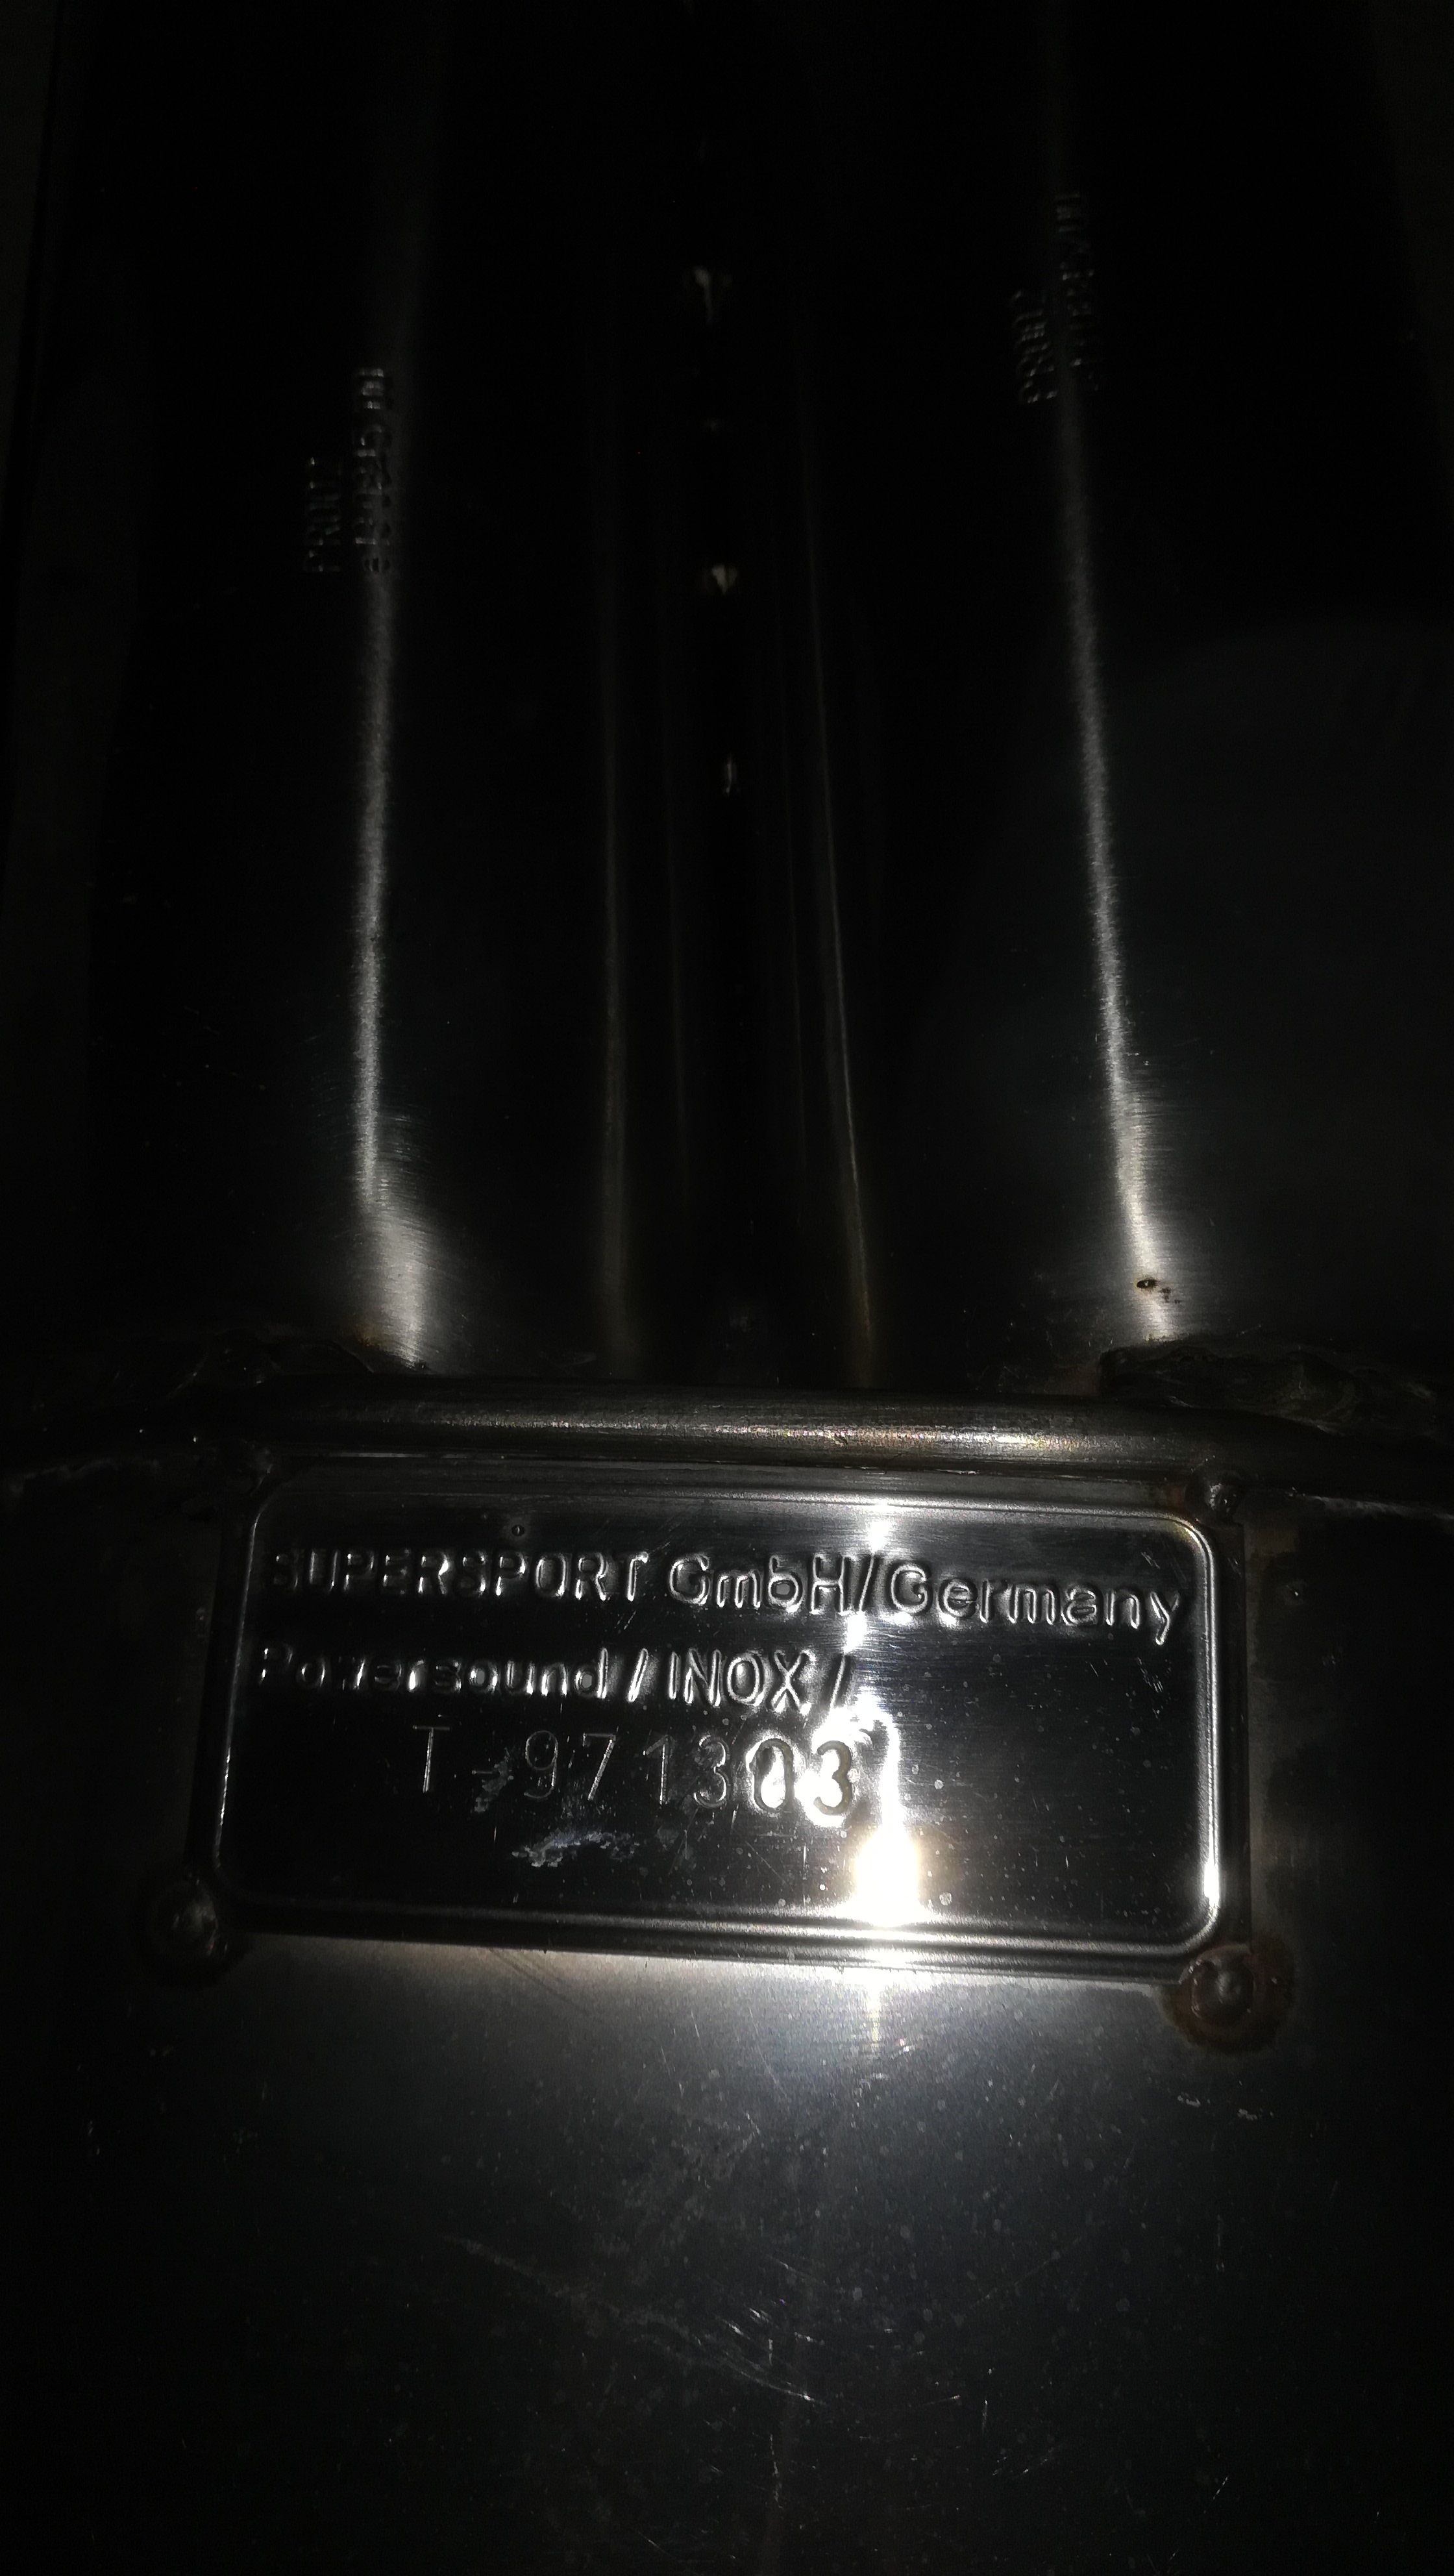 SUPERSPORT GmbH/Germany
Powersound / INOX /
T-971303